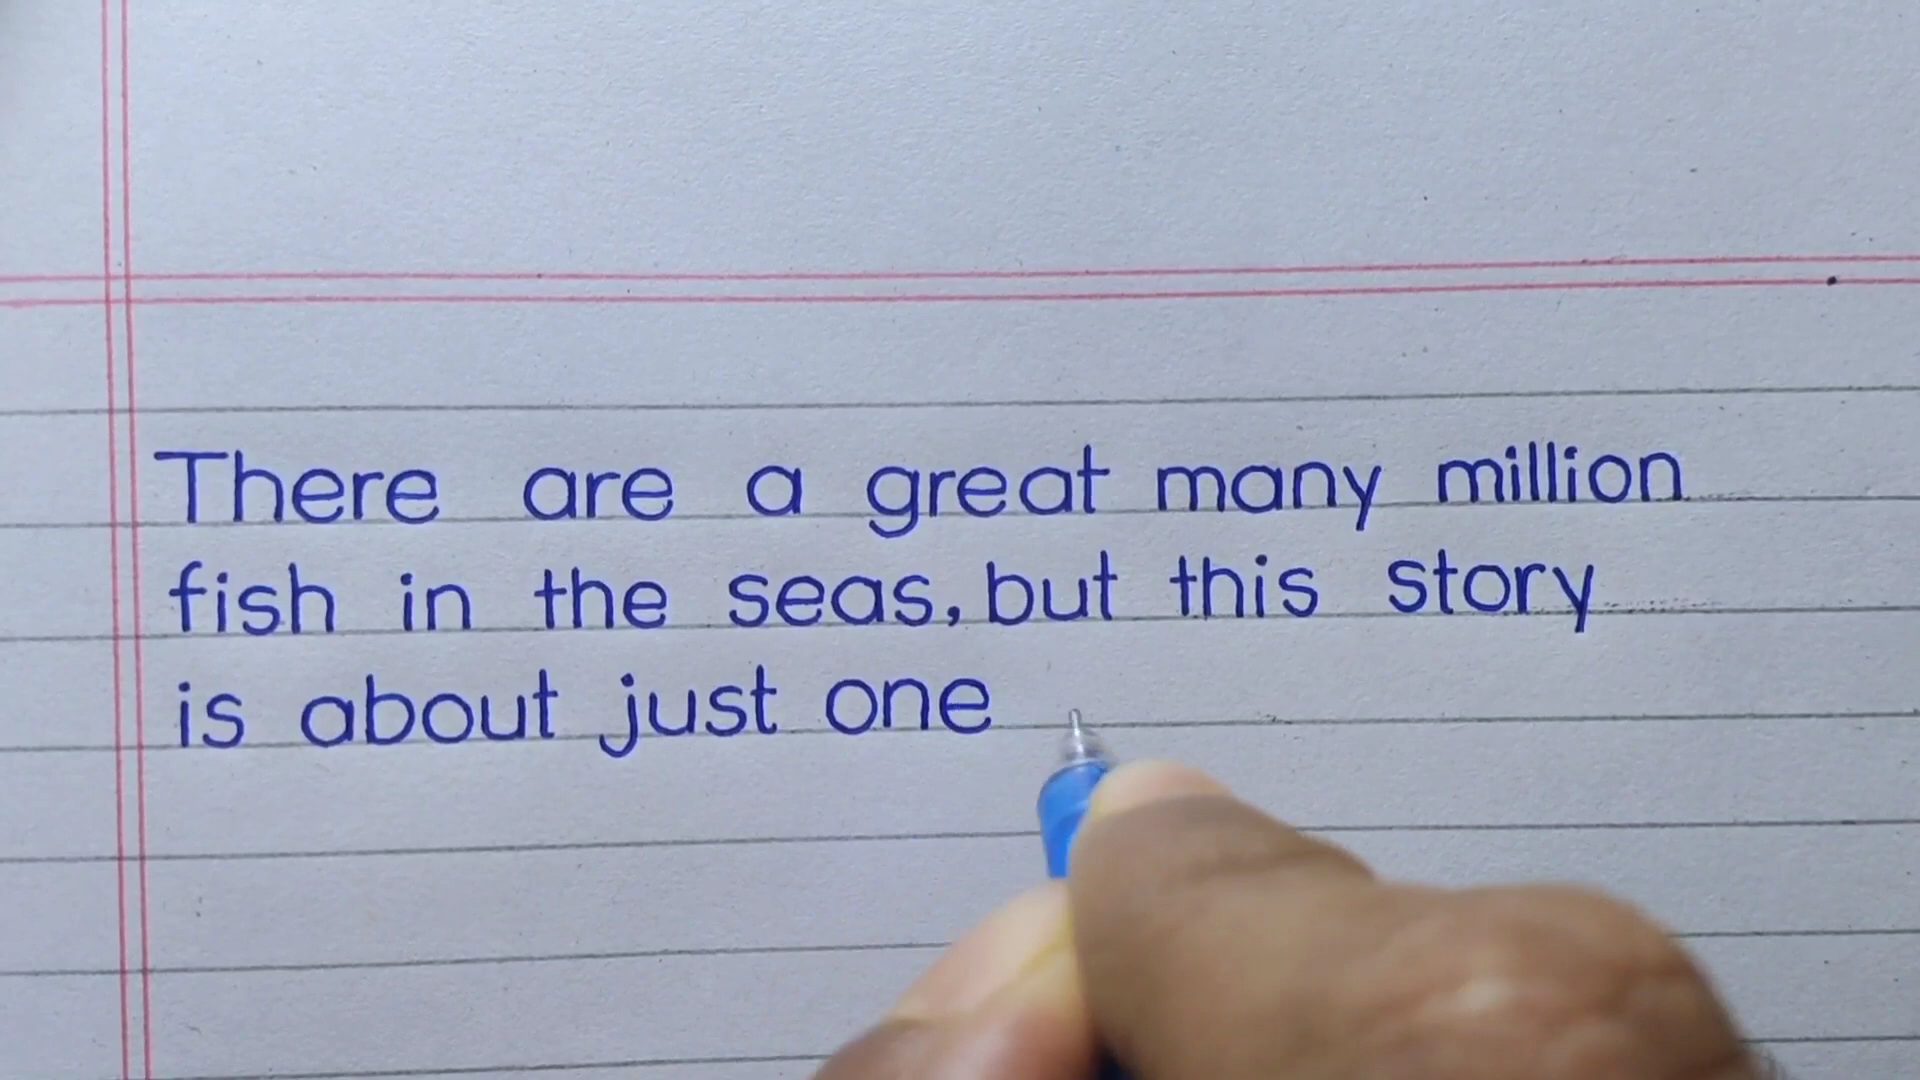 There are a great many million
fish in the seas, but this story
is about just one